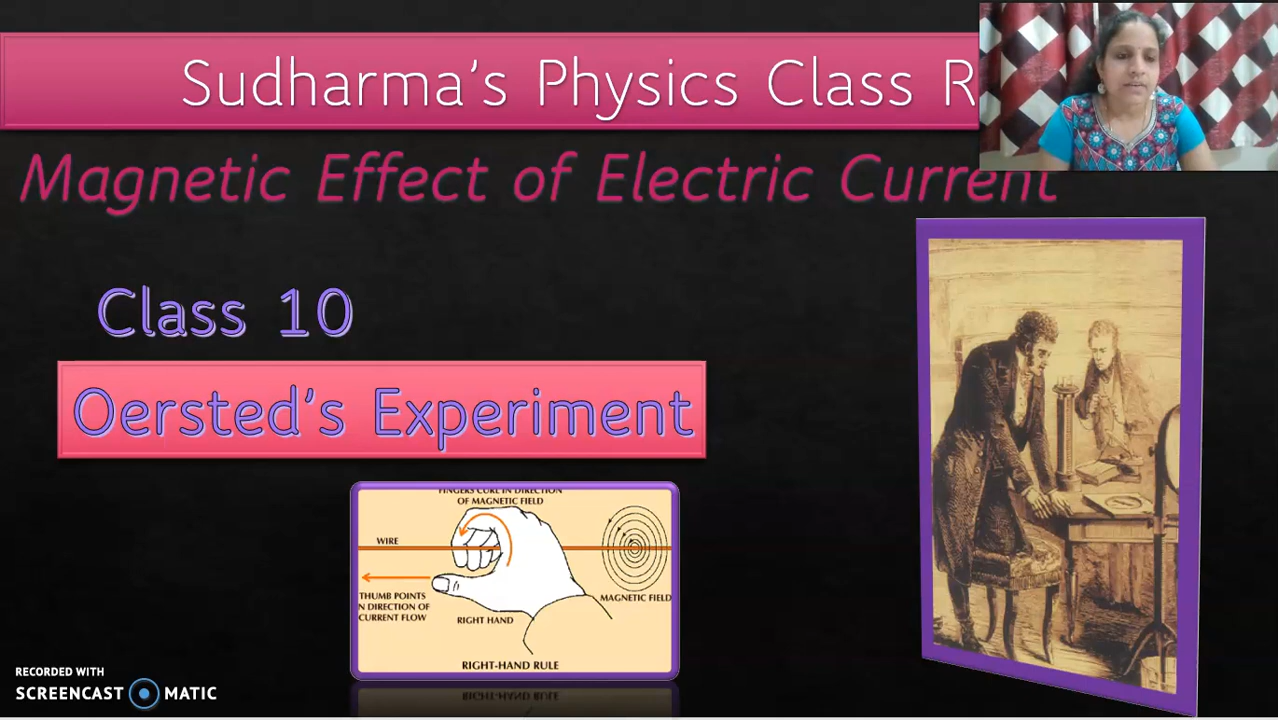 Sudharma's Physics Class R
Magnetic Effect of Electric Current
Class 10
Oersted's Experiment
FINGERS CURL IN DIRECTION
OF MAGNETIC FIELD
WIRE
THUMB POINTS
N DIRECTION OF
CURRENT FLOW
RIGHT HAND
MAGNETIC FIELD
RIGHT-HAND RULE
RECORDED WITH
SCREENCAST MATIC